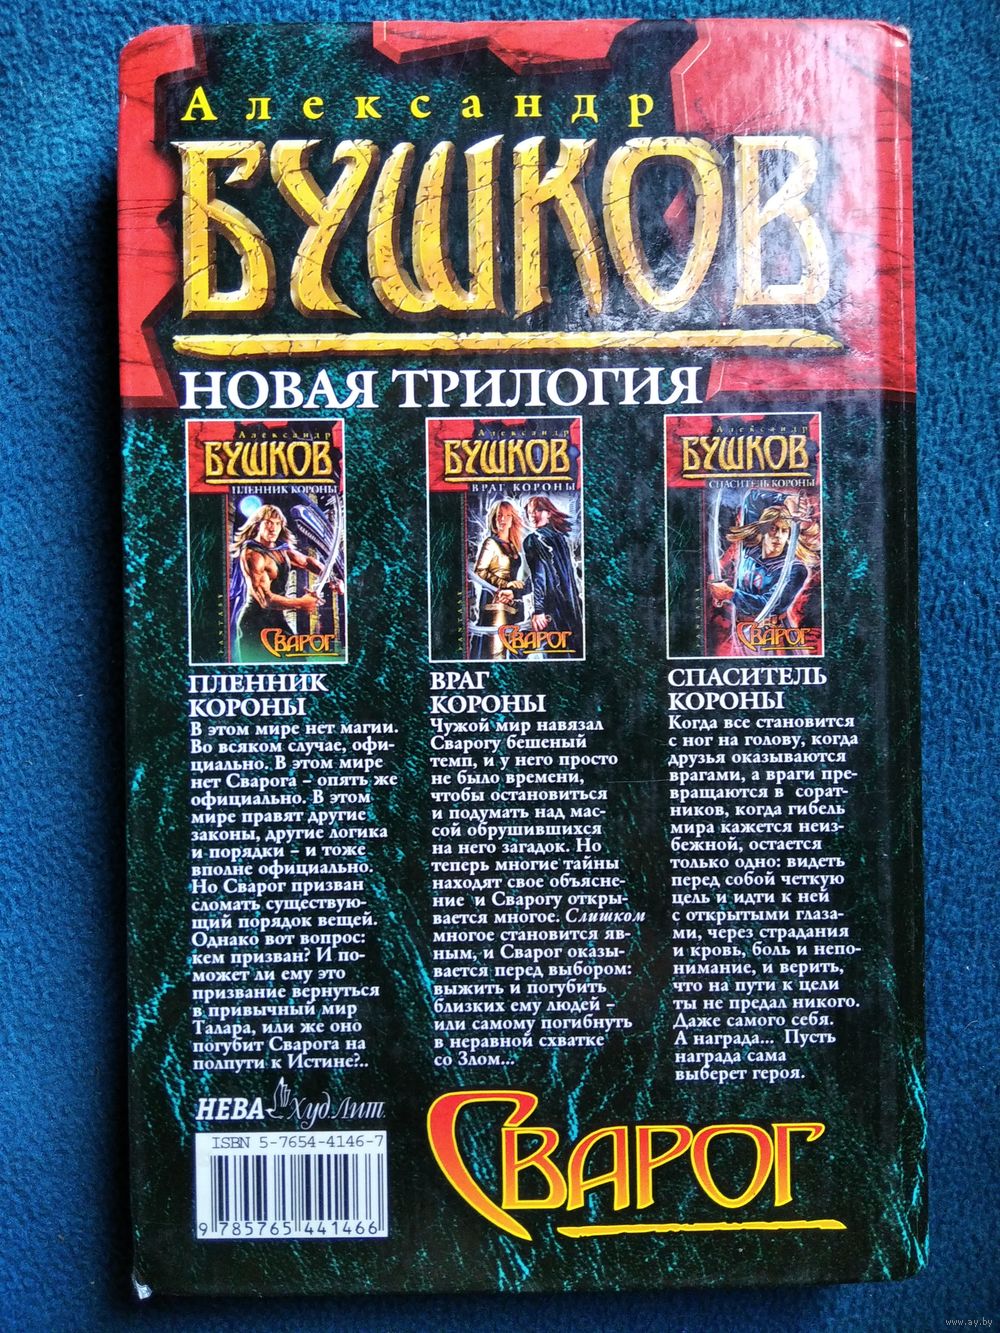 Александр
БУШКОВ
НОВАЯ ТРИЛОГИЯ
Александр
БУШКОВ
ПЛЕННИК КОРОНЫ
FANTASY
СВАРОГ
Александр
БУШКОВ
ВРАГ КОРОНЫ
FANTASY
СВАРОГ
Александр
БУШКОВ
СПАСИТЕЛЬ КОРОНЫ
FANTASY
СВАРОГ
ПЛЕННИК
КОРОНЫ
В этом мире нет магии.
Во всяком случае, офи-
циально. В этом мире
нет Сварога – опять же
официально. В этом
мире правят другие
законы, другие логика
и порядки – и тоже
вполне официально.
Но Сварог призван
сломать существую-
щий порядок вещей.
Однако вот вопрос:
кем призван? И по-
может ли ему это
призвание вернуться
в привычный мир
Талара, или же оно
погубит Сварога на
полпути к Истине?..
ВРАГ
КОРОНЫ
Чужой мир навязал
Сварогу бешеный
темп, и у него просто
не было времени,
чтобы остановиться
и подумать над мас-
сой обрушившихся
на него загадок. Но
теперь многие тайны
находят свое объясне-
ние и Сварогу откры-
вается многое. Слишком
многое становится яв-
ным, и Сварог оказы-
вается перед выбором:
выжить и погубить
близких ему людей –
или самому погибнуть
в неравной схватке
со Злом...
СПАСИТЕЛЬ
КОРОНЫ
Когда все становится
с ног на голову, когда
друзья оказываются
врагами, а враги пре-
вращаются в сорат-
ников, когда гибель
мира кажется неиз-
бежной, остается
только одно: видеть
перед собой четкую
цель и идти к ней
с открытыми глаза-
ми, через страдания
и кровь, боль и непо-
нимание, и верить,
что на пути к цели
ты не предал никого.
Даже самого себя.
А награда... Пусть
награда сама
выберет героя.
НЕВА Худ.Лит.
ISBN 5-7654-4146-7
9 785765 441466
СВАРОГ
www.ay.by